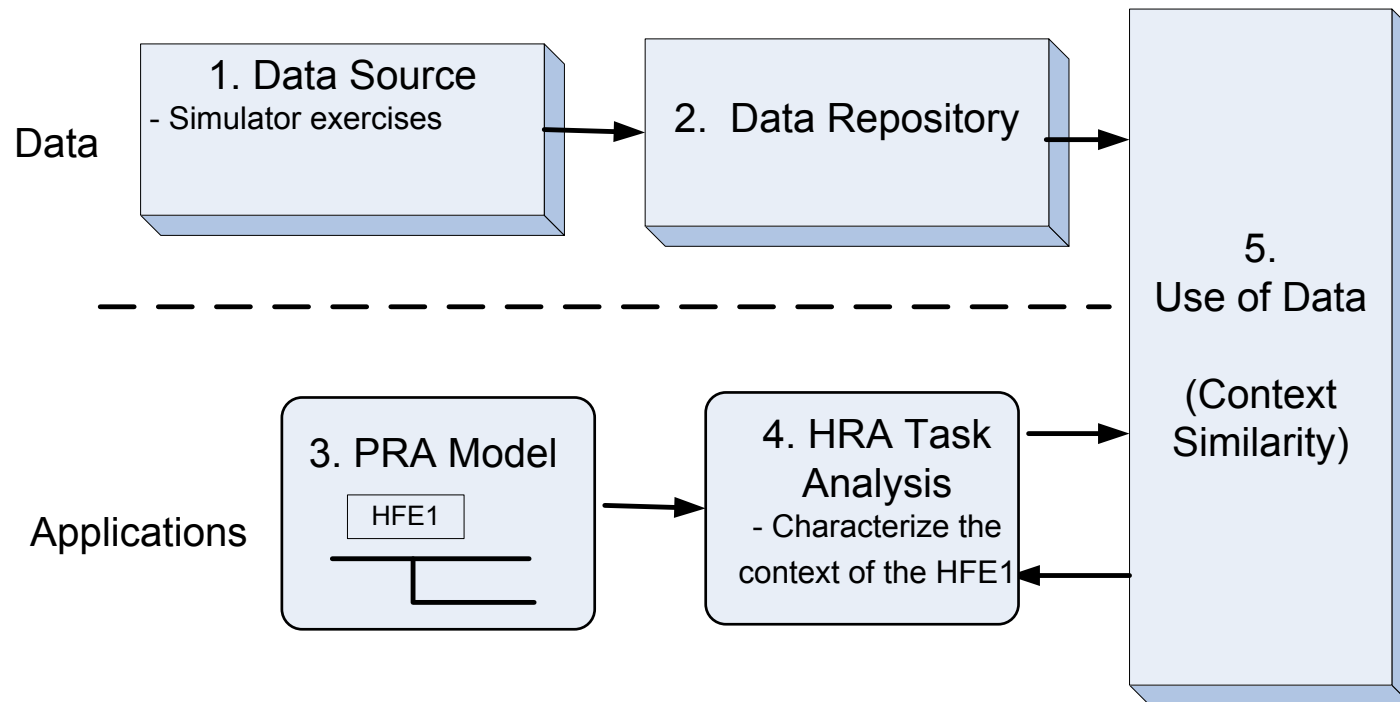 Data
1. Data Source
- Simulator exercises
2. Data Repository
5.
Use of Data
(Context
Similarity)
Applications
3. PRA Model
HFE1
4. HRA Task
Analysis
- Characterize the
context of the HFE1